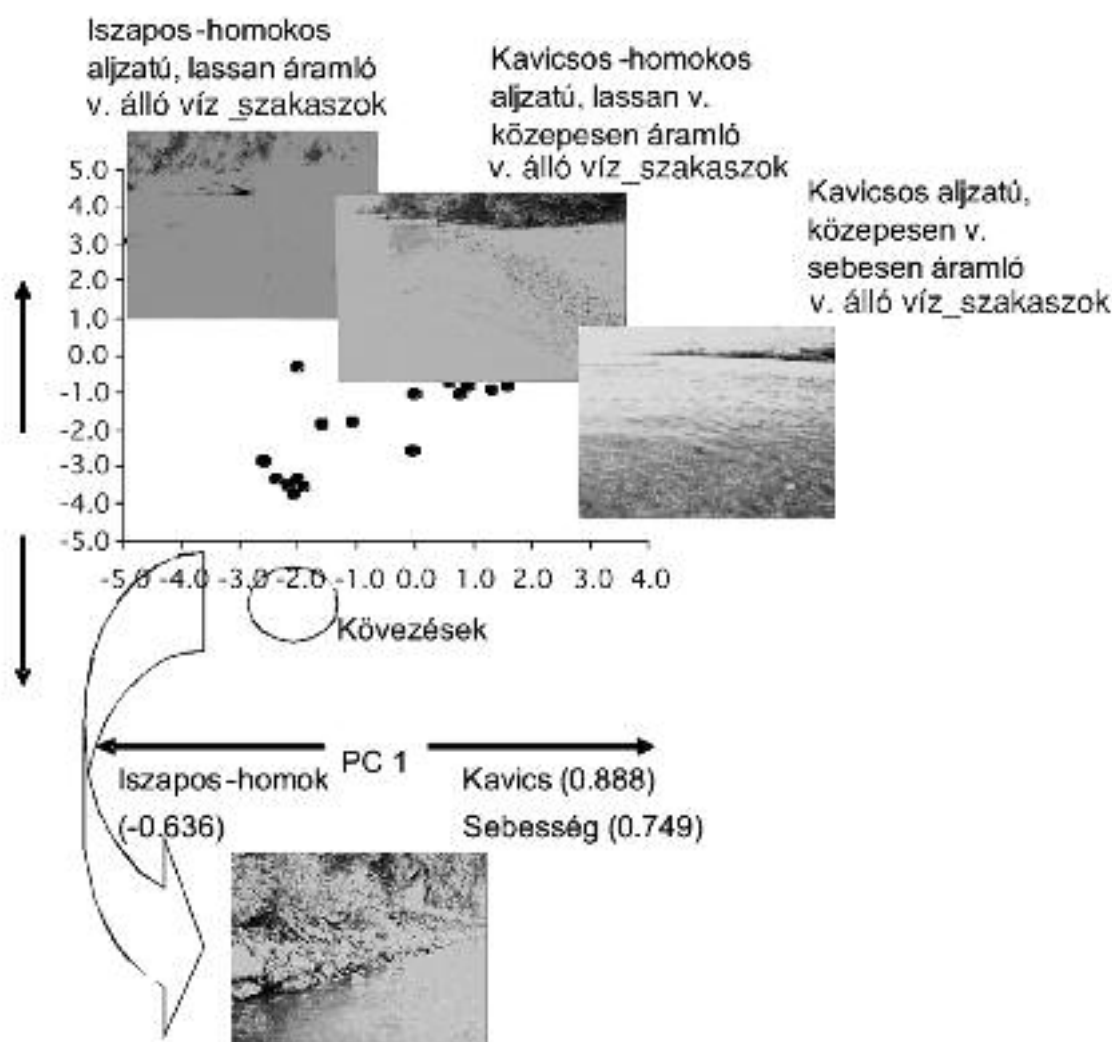 Iszapos-homokos
aljzatú, lassan áramló
v. álló víz_szakaszok
Kavicsos-homokos
aljzatú, lassan v.
közepesen áramló
v. álló víz_szakaszok
Kavicsos aljzatú,
közepesen v.
sebesen áramló
v. álló víz_szakaszok
5.0
4.0
3.0
2.0
1.0
0.0
-1.0
-2.0
-3.0
-4.0
-5.0
-5.0 -4.0 -3.0 -2.0 -1.0 0.0 1.0 2.0 3.0 4.0
Kövezések
PC 1
Iszapos-homok
(-0.636)
Kavics (0.888)
Sebesség (0.749)